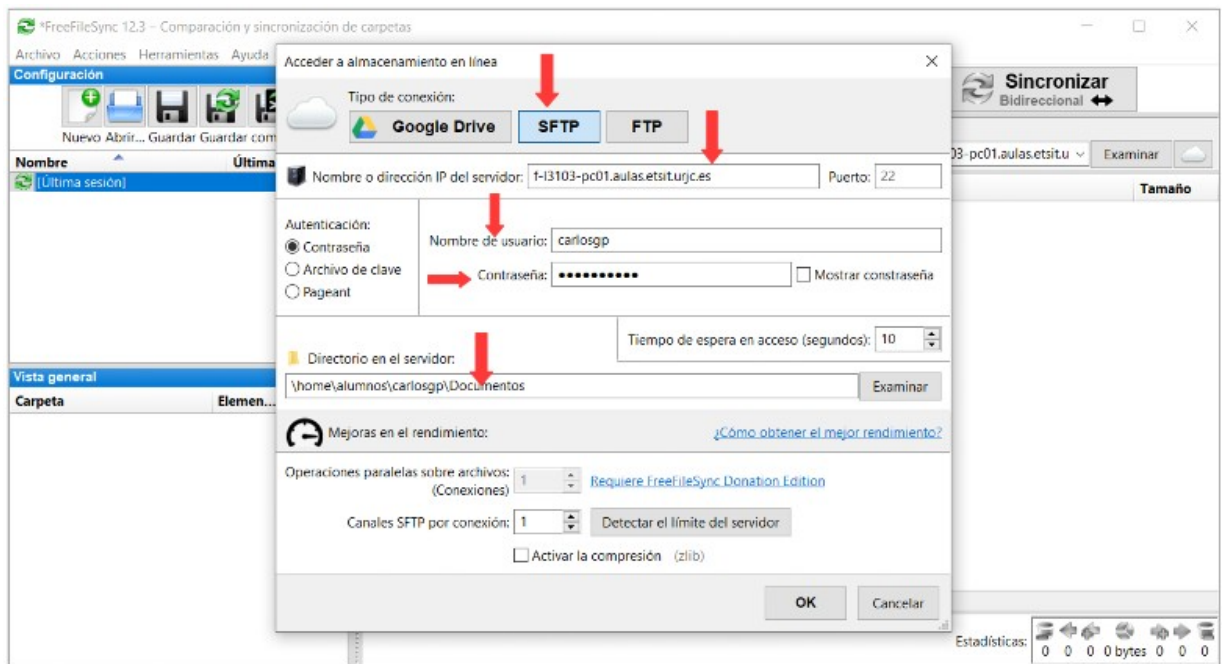 *FreeFileSync 12.3 - Comparación y sincronización de carpetas
Archivo Acciones Herramientas Ayuda
Configuración
Nuevo Abrir... Guardar Guardar com
Nombre Última
[Última sesión]
Vista general
Carpeta Elemen...
Acceder a almacenamiento en línea
Tipo de conexión:
Google Drive SFTP FTP
Nombre o dirección IP del servidor: f-l3103-pc01.aulas.etsit.urjc.es Puerto: 22
Autenticación:
Contraseña
Archivo de clave
Pageant
Nombre de usuario: carlosgp
Contraseña: ●●●●●●●●●● Mostrar constraseña
Tiempo de espera en acceso (segundos): 10
Directorio en el servidor:
\home\alumnos\carlosgp\Documentos Examinar
Mejoras en el rendimiento: ¿Cómo obtener el mejor rendimiento?
Operaciones paralelas sobre archivos: 1 Requiere FreeFileSync Donation Edition
(Conexiones)
Canales SFTP por conexión: 1 Detectar el límite del servidor
Activar la compresión (zlib)
OK Cancelar
Sincronizar
Bidireccional
03-pc01.aulas.etsit.u Examinar
Tamaño
Estadísticas: 0 0 0 0 bytes 0 0 0